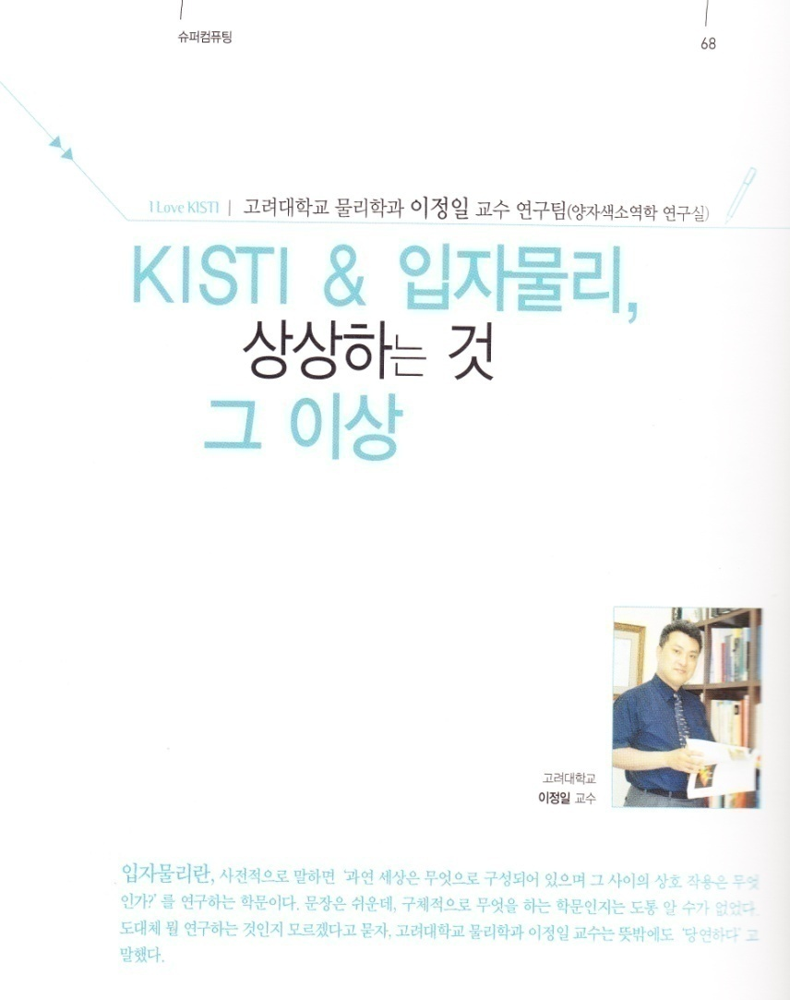 슈퍼컴퓨팅
68
I Love KISTI | 고려대학교 물리학과 이정일 교수 연구팀(양자색소역학 연구실)
KISTI & 입자물리,
상상하는 것
그 이상
고려대학교
이정일 교수
입자물리란, 사전적으로 말하면 '과연 세상은 무엇으로 구성되어 있으며 그 사이의 상호 작용은 무엇
인가?' 를 연구하는 학문이다. 문장은 쉬운데, 구체적으로 무엇을 하는 학문인지는 도통 알 수가 없었다.
도대체 뭘 연구하는 것인지 모르겠다고 묻자, 고려대학교 물리학과 이정일 교수는 뜻밖에도 '당연하다' 고
말했다.